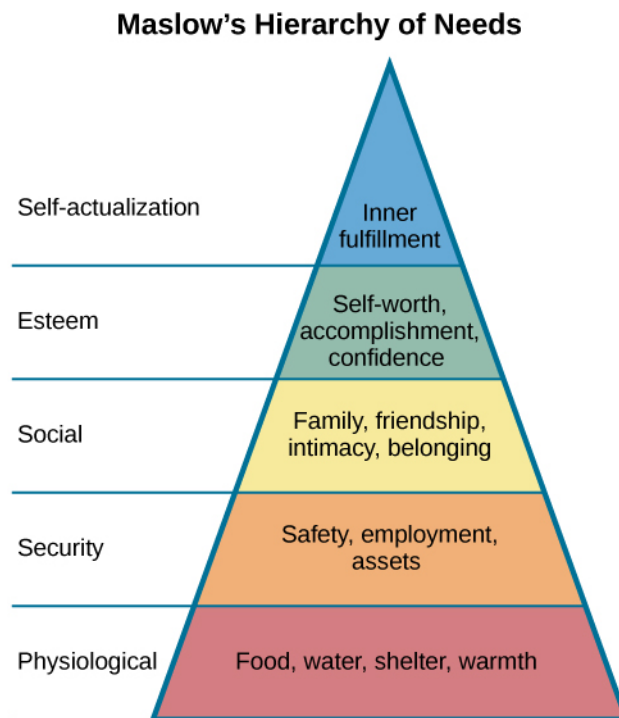 Maslow’s Hierarchy of Needs
Self-actualization
Inner
fulfillment
Esteem
Self-worth,
accomplishment,
confidence
Social
Family, friendship,
intimacy, belonging
Security
Safety, employment,
assets
Physiological
Food, water, shelter, warmth